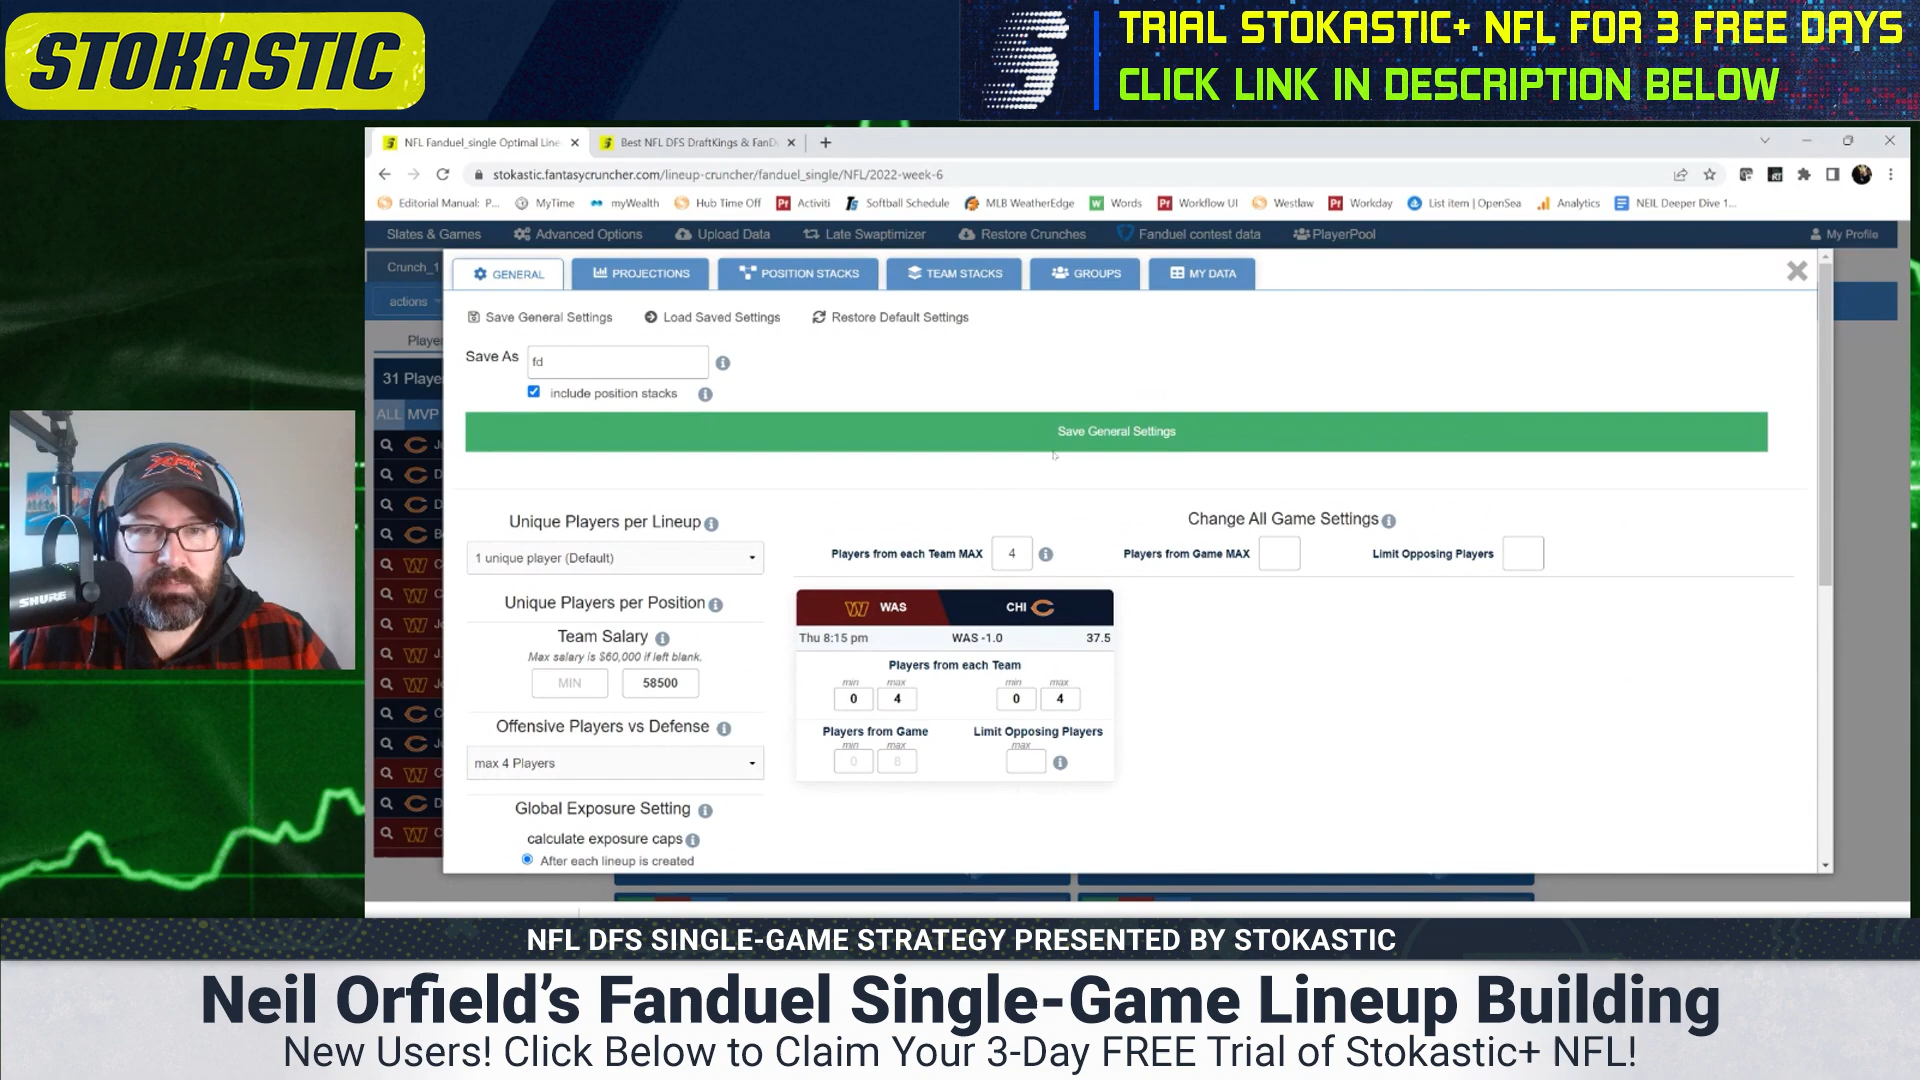 STOKASTIC
TRIAL STOKASTIC+ NFL FOR 3 FREE DAYS
CLICK LINK IN DESCRIPTION BELOW
NFL Fanduel_single Optimal Line
Best NFL DFS DraftKings & FanD
stokastic.fantasycruncher.com/lineup-cruncher/fanduel_single/NFL/2022-week-6
Editorial Manual: P... MyTime myWealth Hub Time Off Activiti Softball Schedule MLB WeatherEdge Words Workflow UI Westlaw Workday List item | OpenSea Analytics NEIL Deeper Dive 1...
Slates & Games Advanced Options Upload Data Late Swaptimizer Restore Crunches Fanduel contest data PlayerPool My Profile
Crunch_1
GENERAL PROJECTIONS POSITION STACKS TEAM STACKS GROUPS MY DATA
actions
Save General Settings Load Saved Settings Restore Default Settings
Playe
Save As fd
31 Playe
include position stacks
ALL MVP
Save General Settings
Unique Players per Lineup
Change All Game Settings
1 unique player (Default)
Players from each Team MAX 4
Players from Game MAX
Limit Opposing Players
Unique Players per Position
WAS CHI
Team Salary
Thu 8:15 pm WAS -1.0 37.5
Max salary is $60,000 if left blank.
Players from each Team
MIN 58500
min max min max
0 4 0 4
Offensive Players vs Defense
Players from Game Limit Opposing Players
min max max
max 4 Players
0 8
Global Exposure Setting
calculate exposure caps
After each lineup is created
SHURE
NFL DFS SINGLE-GAME STRATEGY PRESENTED BY STOKASTIC
Neil Orfield's Fanduel Single-Game Lineup Building
New Users! Click Below to Claim Your 3-Day FREE Trial of Stokastic+ NFL!